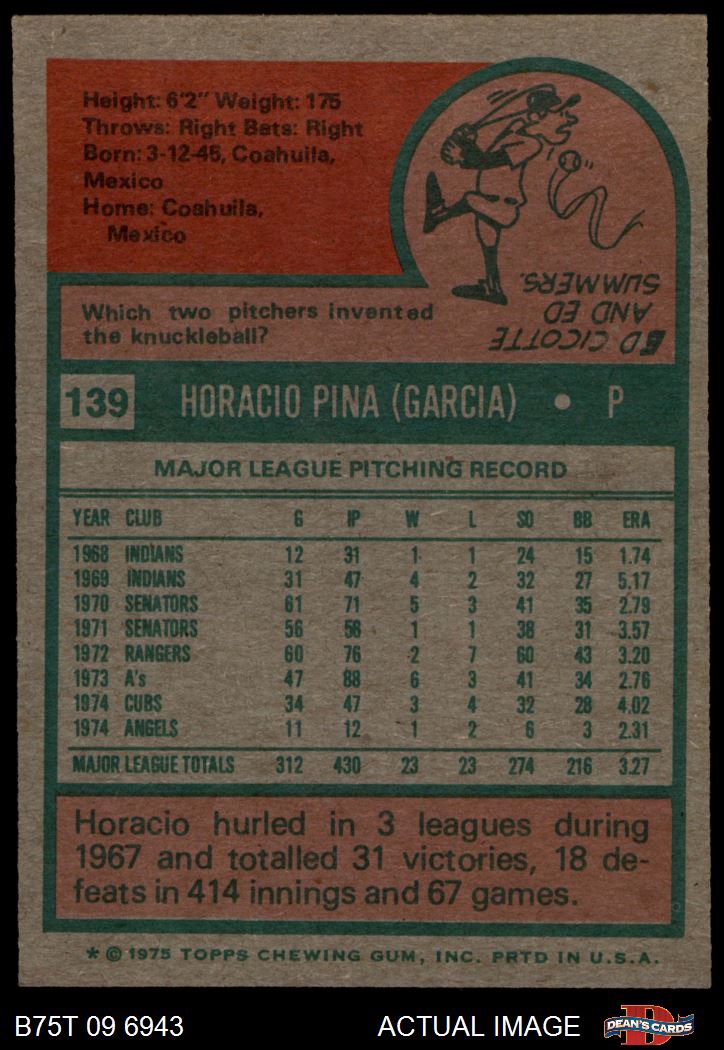 Height: 6'2" Weight: 175
Throws: Right Bats: Right
Born: 3-12-45, Coahuila,
Mexico
Home: Coahuila,
Mexico
Which two pitchers invented
the knuckleball?
ED CICOTTE
AND ED
SUMMERS.
139 HORACIO PINA (GARCIA) • P
MAJOR LEAGUE PITCHING RECORD
YEAR CLUB G IP W L SO BB ERA
1968 INDIANS 12 31 1 1 24 15 1.74
1969 INDIANS 31 47 4 2 32 27 5.17
1970 SENATORS 61 71 5 3 41 35 2.79
1971 SENATORS 56 58 1 1 38 31 3.57
1972 RANGERS 60 76 2 7 60 43 3.20
1973 A's 47 88 6 3 41 34 2.76
1974 CUBS 34 47 3 4 32 28 4.02
1974 ANGELS 11 12 1 2 6 3 2.31
MAJOR LEAGUE TOTALS 312 430 23 23 274 216 3.27
Horacio hurled in 3 leagues during
1967 and totalled 31 victories, 18 de-
feats in 414 innings and 67 games.
* © 1975 TOPPS CHEWING GUM, INC. PRTD IN U.S.A.
B75T 09 6943 ACTUAL IMAGE D DEAN'S CARDS